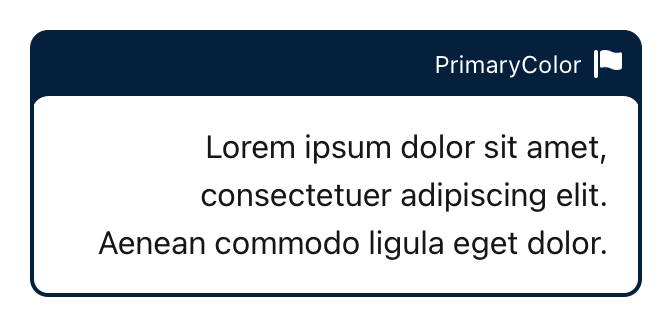 PrimaryColor
Lorem ipsum dolor sit amet,
consectetuer adipiscing elit.
Aenean commodo ligula eget dolor.